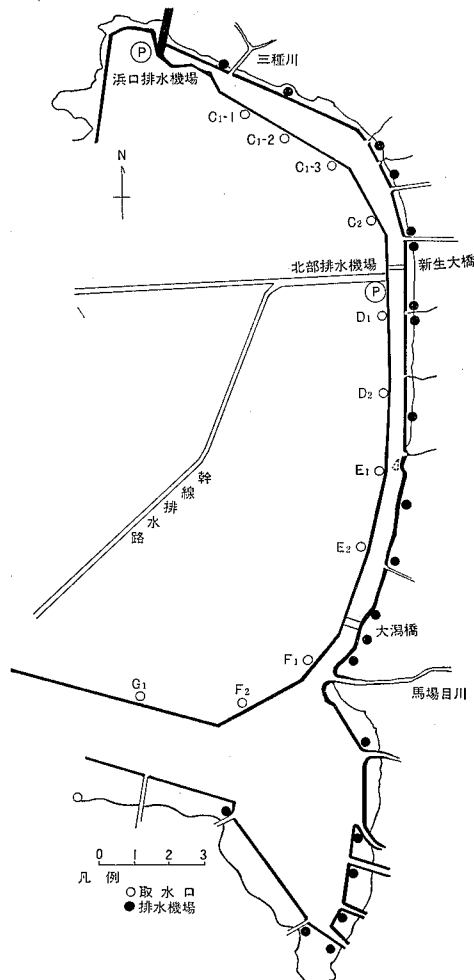 三種川
P
浜口排水機場
C1-1
C1-2
N
C1-3
C2
北部排水機場
新生大橋
P
D1
D2
E1
幹線排水路
E2
大潟橋
F1
馬場目川
G1
F2
0 1 2 3
凡例
○取水口
●排水機場